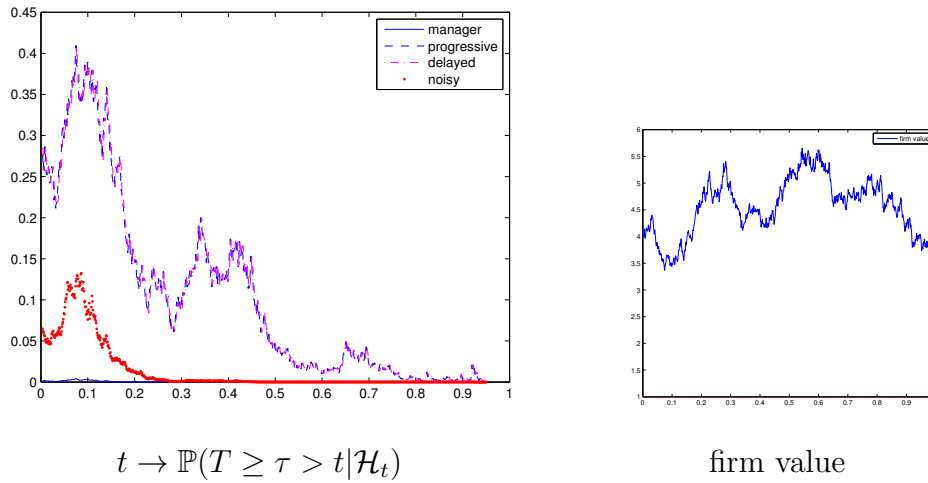 0.45
0.4
0.35
0.3
0.25
0.2
0.15
0.1
0.05
0
0 0.1 0.2 0.3 0.4 0.5 0.6 0.7 0.8 0.9 1
manager
progressive
delayed
noisy
t → ℙ(T ≥ τ > t|ℋₜ)
6
5.5
5
4.5
4
3.5
3
2.5
2
1.5
1
0 0.1 0.2 0.3 0.4 0.5 0.6 0.7 0.8 0.9
firm value
firm value